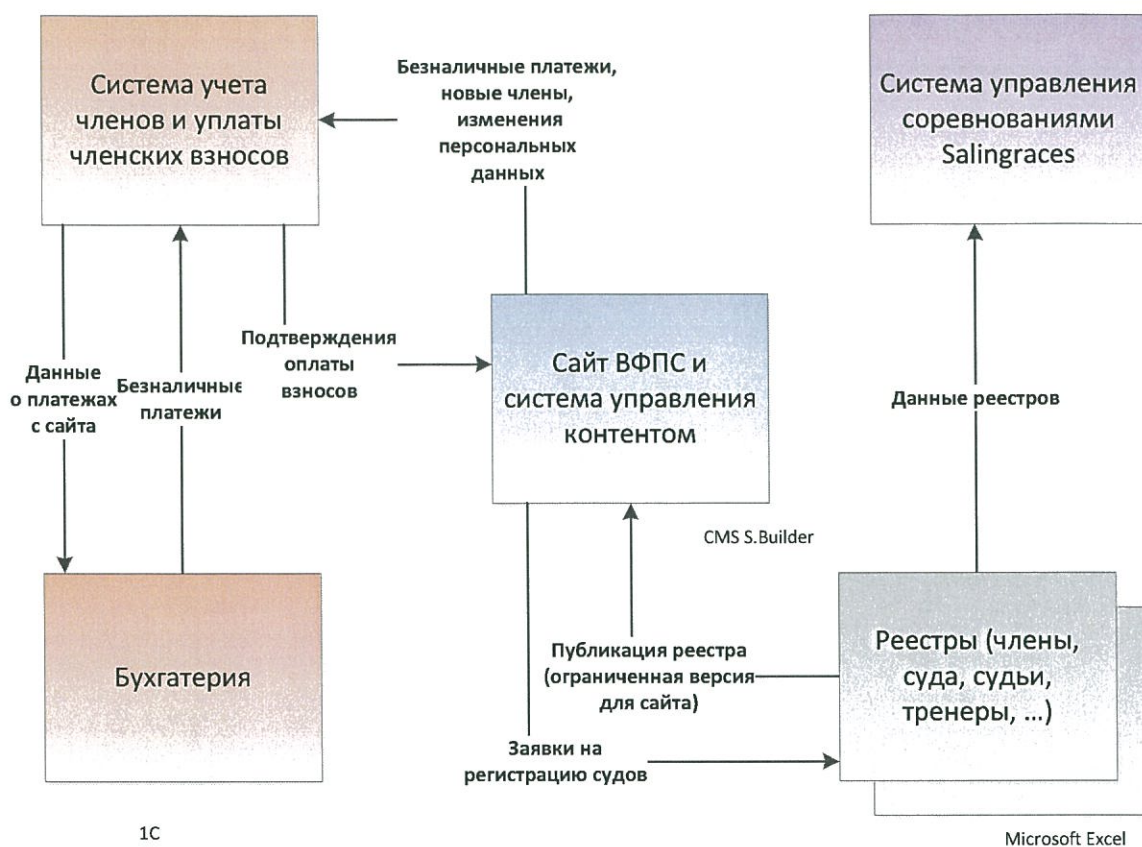 Система учета
членов и уплаты
членских взносов
Безналичные платежи,
новые члены,
изменения
персональных
данных
Система управления
соревнованиями
Salingraces
Данные
о платежах
с сайта
Безналичные
платежи
Подтверждения
оплаты
взносов
Сайт ВФПС и
система управления
контентом
Данные реестров
CMS S.Builder
Бухгатерия
Публикация реестра
(ограниченная версия
для сайта)
Реестры (члены,
суда, судьи,
тренеры, ...)
Заявки на
регистрацию судов
1С
Microsoft Excel